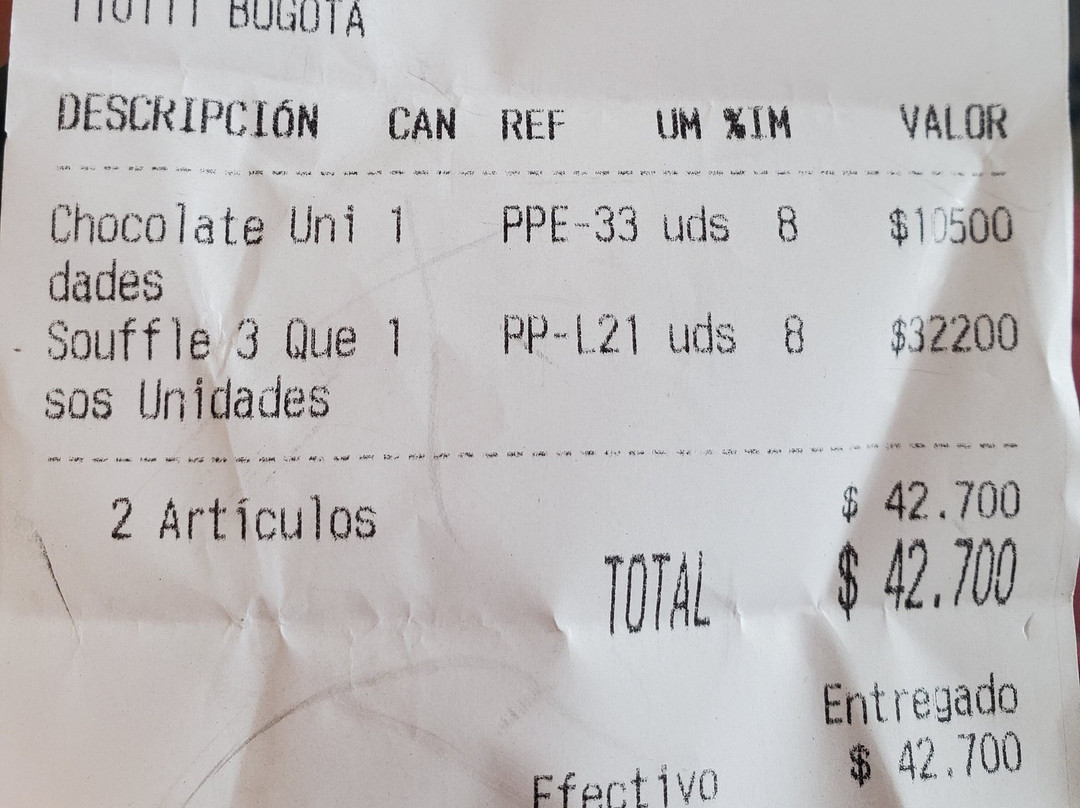 BOGOTÁ
DESCRIPCIÓN CAN REF UM %IM VALOR
Chocolate Uni 1 PPE-33 uds 8 $10500
dades
Souffle 3 Que 1 PP-L21 uds 8 $32200
sos Unidades
2 Artículos $ 42.700
TOTAL $ 42.700
Entregado
Efectivo $ 42.700